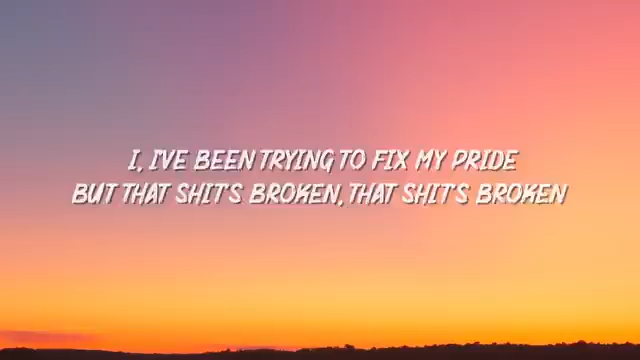 I, I'VE BEEN TRYING TO FIX MY PRIDE
BUT THAT SHIT'S BROKEN, THAT SHIT'S BROKEN